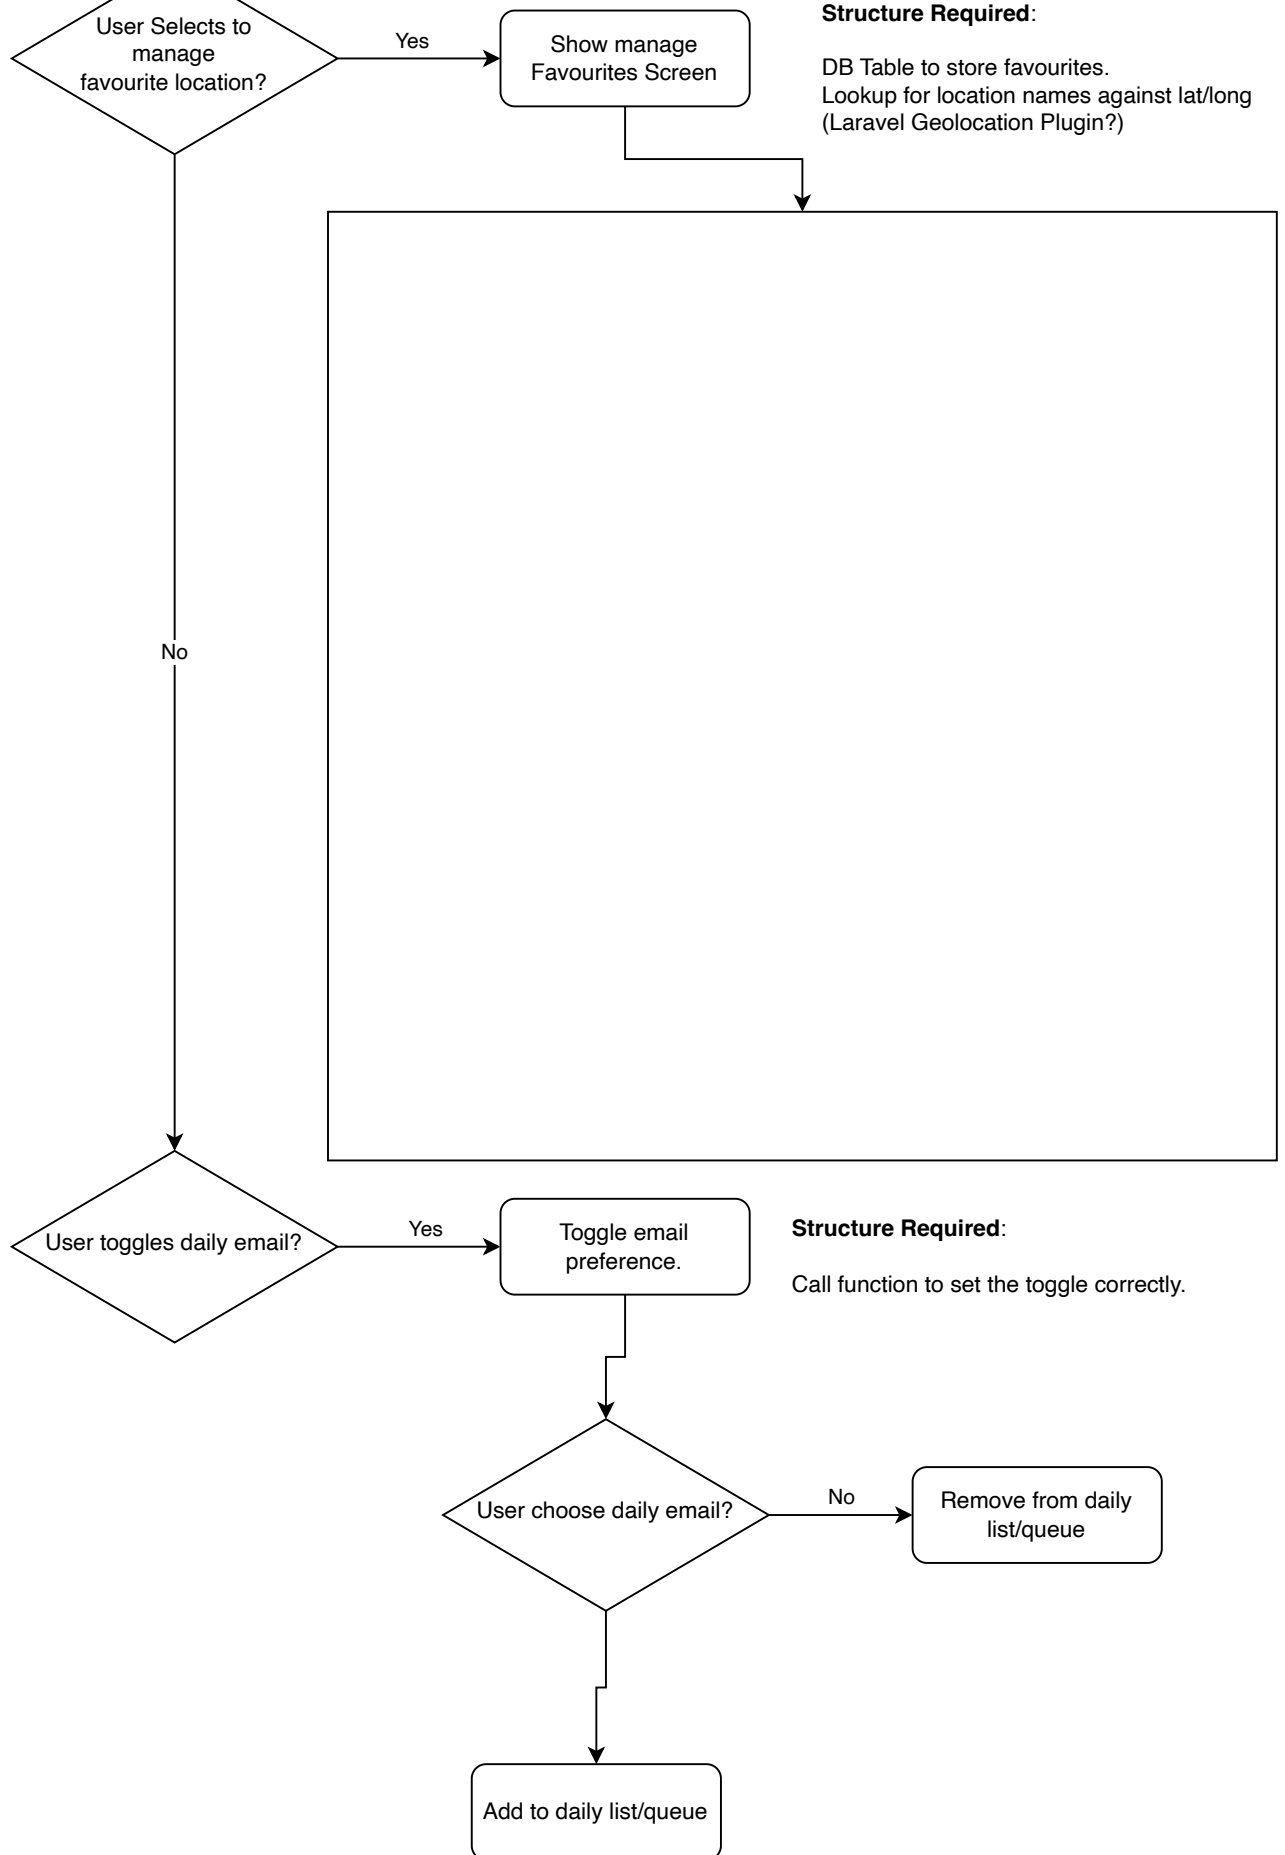 User Selects to
manage
favourite location?
Yes
Show manage
Favourites Screen
Structure Required:
DB Table to store favourites.
Lookup for location names against lat/long
(Laravel Geolocation Plugin?)
No
User toggles daily email?
Yes
Toggle email
preference.
Structure Required:
Call function to set the toggle correctly.
User choose daily email?
No
Remove from daily
list/queue
Add to daily list/queue